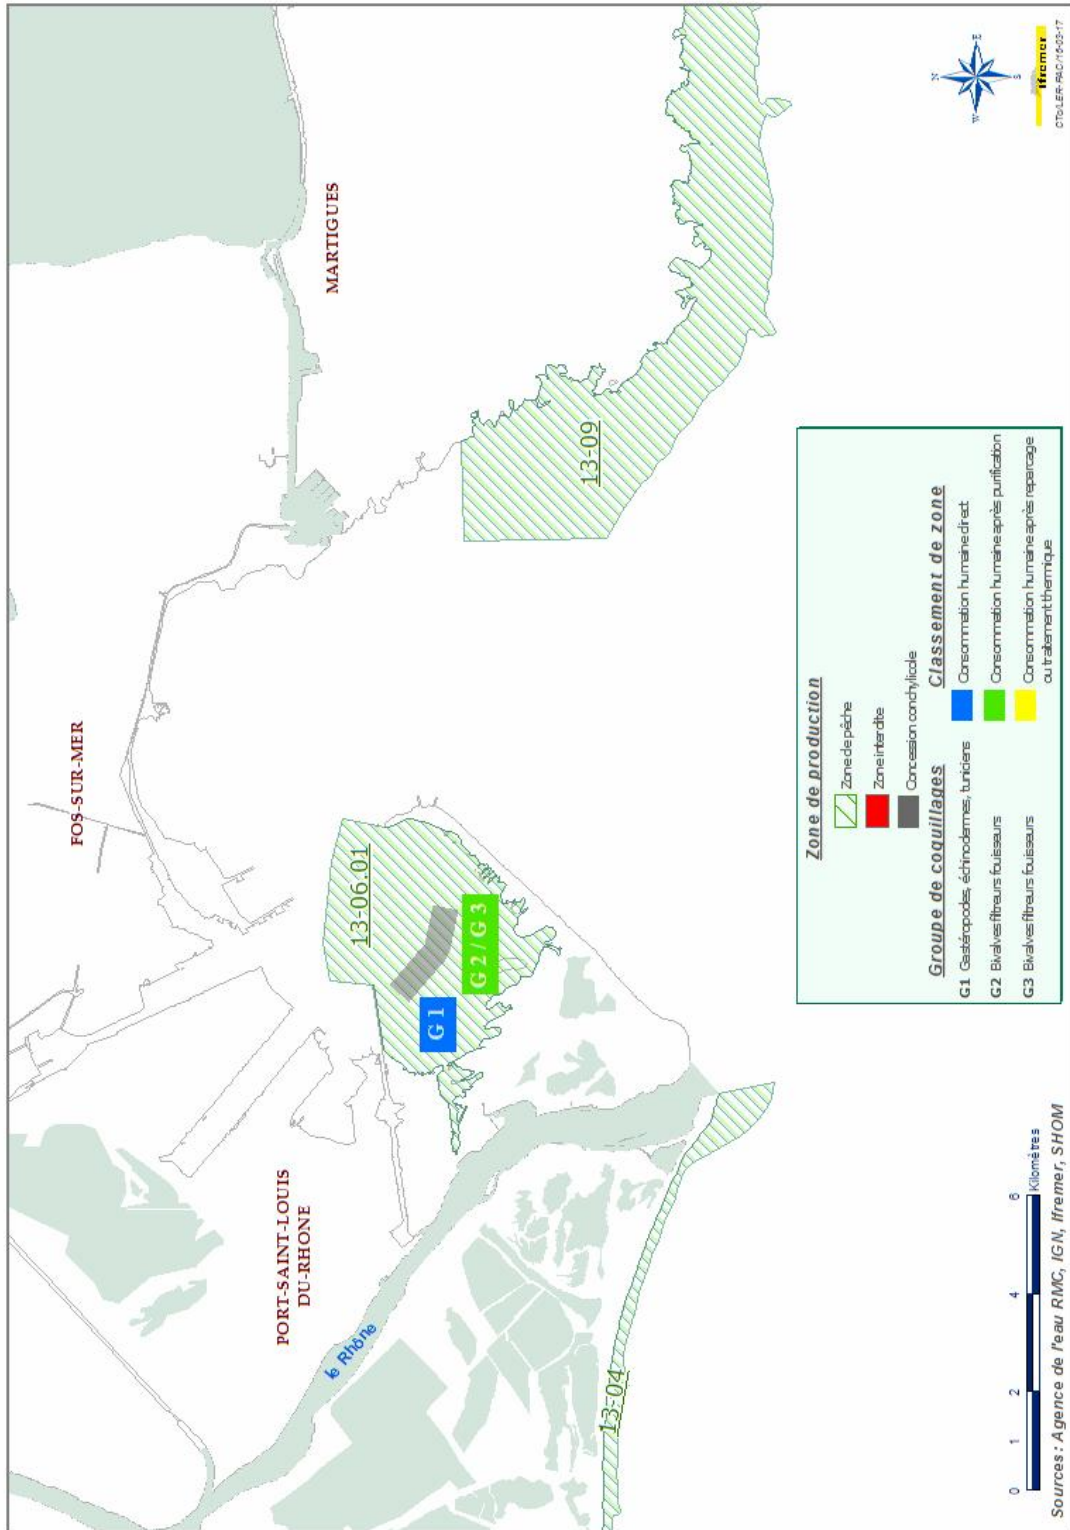 FOS-SUR-MER
MARTIGUES
PORT-SAINT-LOUIS
DU-RHONE
le Rhône
13-06.01
G1
G2/G3
13-09
13-04
N
W
E
S
Ifremer
Zone de production
Zone de pêche
Zone interdite
Concession conchylicole
Groupe de coquillages
G1 Gastéropodes, échinodermes, tuniciers
G2 Bivalves filtreurs fouisseurs
G3 Bivalves filtreurs fouisseurs
Classement de zone
Consommation humaine direct
Consommation humaine après purification
Consommation humaine après reparcage
ou traitement thermique
0 1 2 4 6
Kilomètres
Sources : Agence de l'eau RMC, IGN, Ifremer, SHOM